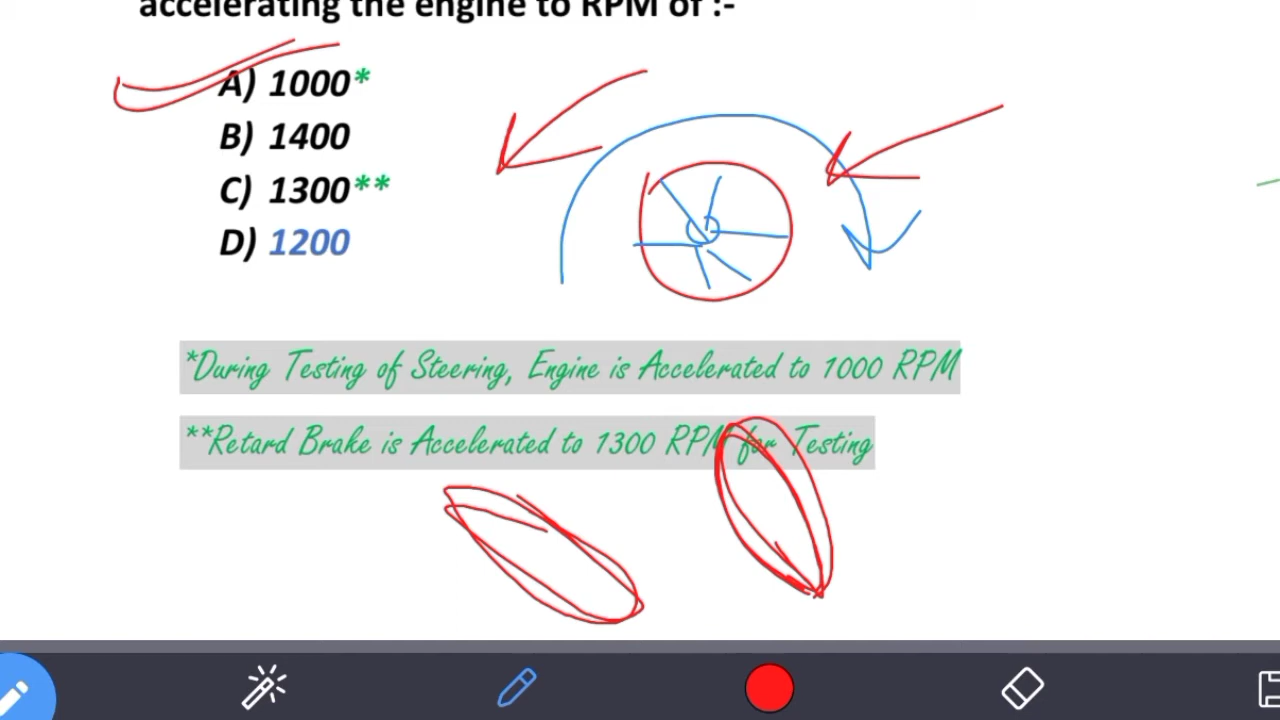 accelerating the engine to RPM of :-
A) 1000*
B) 1400
C) 1300**
D) 1200
*During Testing of Steering, Engine is Accelerated to 1000 RPM
**Retard Brake is Accelerated to 1300 RPM for Testing